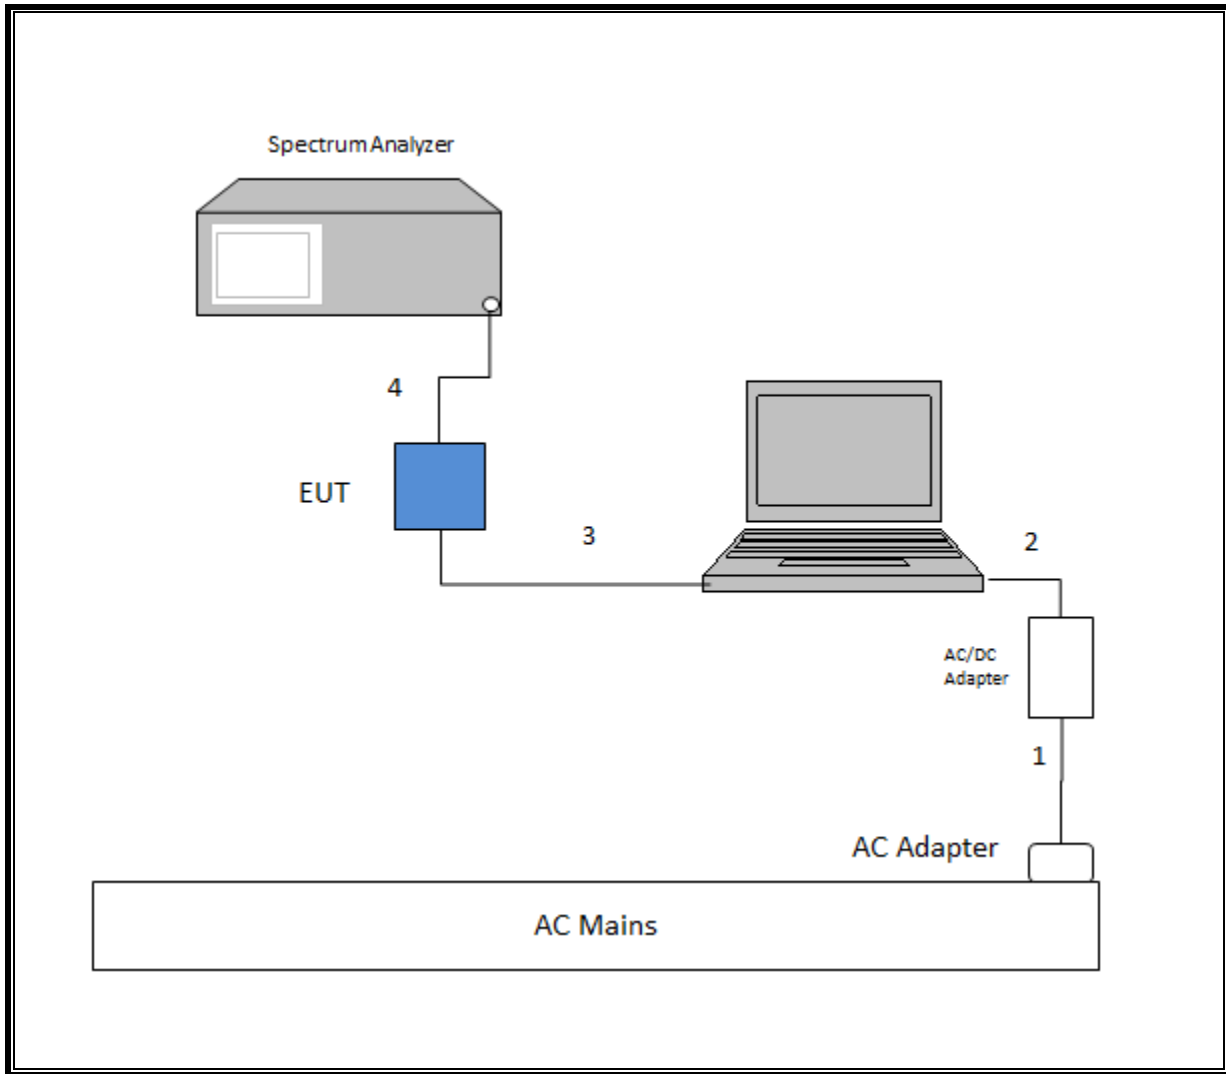 Spectrum Analyzer
4
EUT
3
2
AC/DC
Adapter
1
AC Adapter
AC Mains